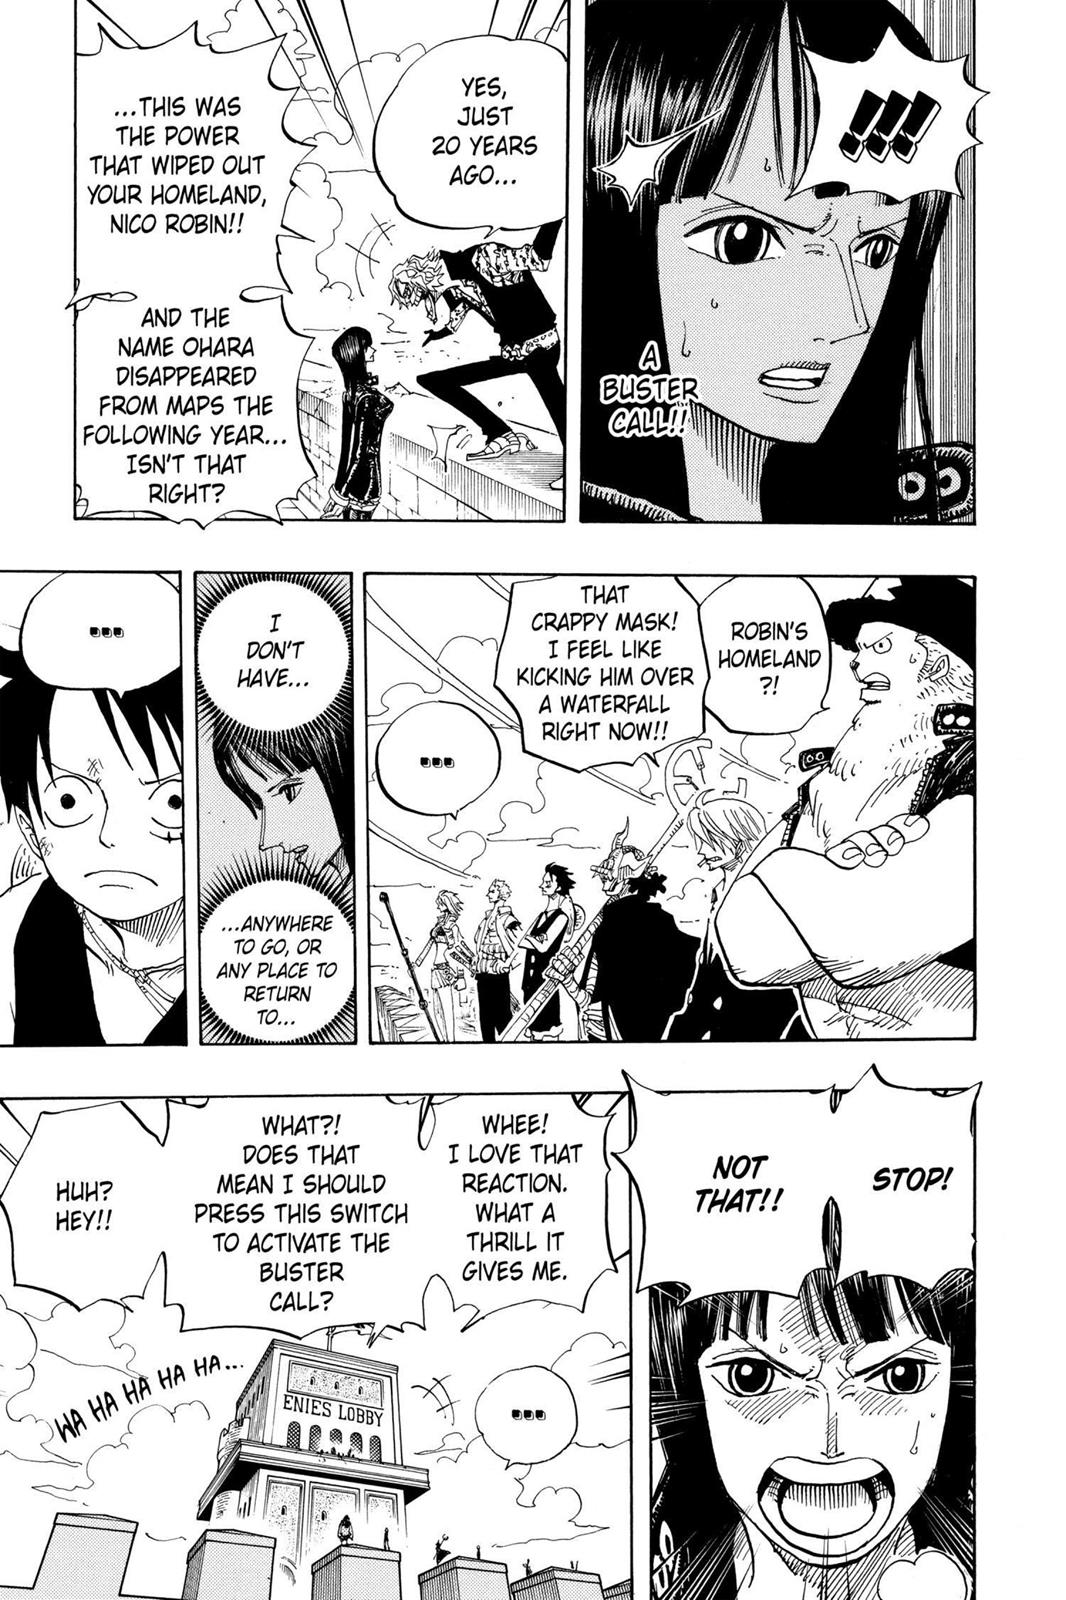 !!!!
A
BUSTER
CALL!!
YES,
JUST
20 YEARS
AGO...
...THIS WAS
THE POWER
THAT WIPED OUT
YOUR HOMELAND,
NICO ROBIN!!
AND THE
NAME OHARA
DISAPPEARED
FROM MAPS THE
FOLLOWING YEAR...
ISN'T THAT
RIGHT?
ROBIN'S
HOMELAND
?!
THAT
CRAPPY MASK!
I FEEL LIKE
KICKING HIM OVER
A WATERFALL
RIGHT NOW!!
...
I
DON'T
HAVE...
...ANYWHERE
TO GO, OR
ANY PLACE TO
RETURN
TO...
...
STOP!
NOT
THAT!!
WHEE!
I LOVE THAT
REACTION.
WHAT A
THRILL IT
GIVES ME.
WHAT?!
DOES THAT
MEAN I SHOULD
PRESS THIS SWITCH
TO ACTIVATE THE
BUSTER
CALL?
HUH?
HEY!!
...
WA HA HA HA HA...
ENIES LOBBY